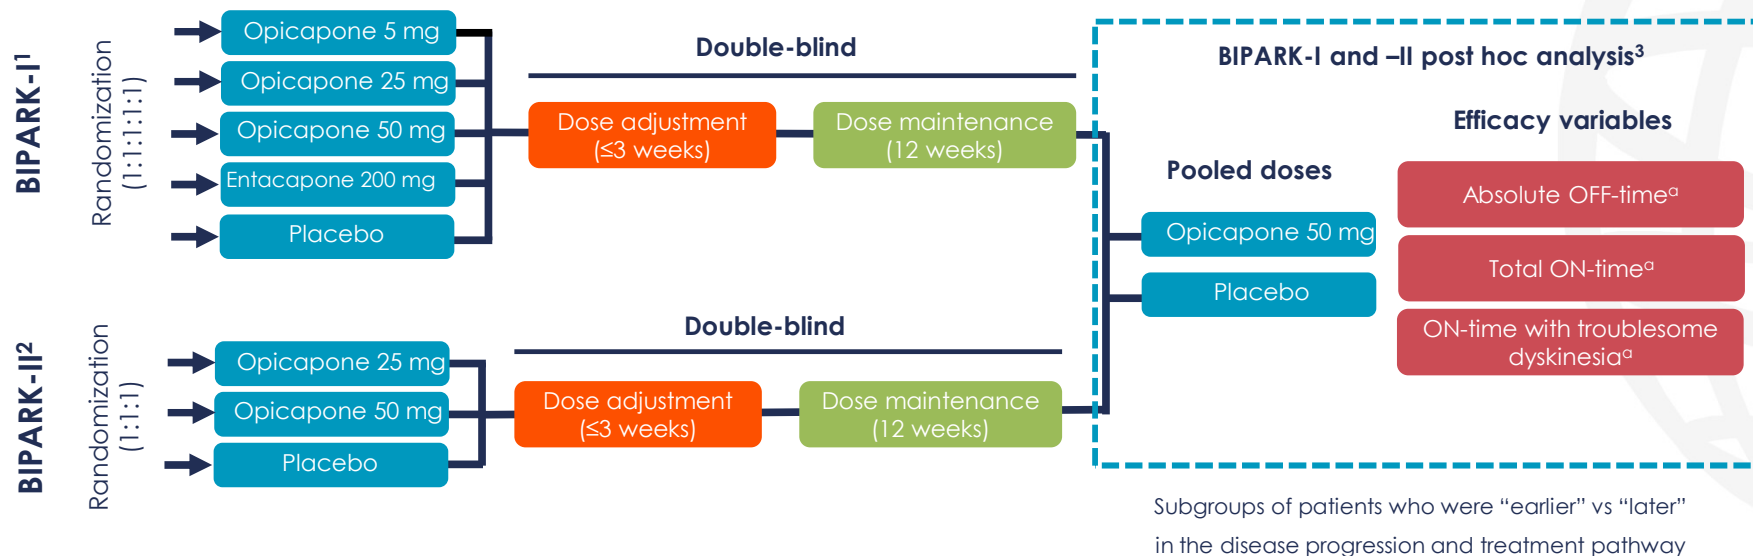 BIPARK-I¹
Randomization
(1:1:1:1:1)
Opicapone 5 mg
Opicapone 25 mg
Opicapone 50 mg
Entacapone 200 mg
Placebo
Double-blind
Dose adjustment
(≤3 weeks)
Dose maintenance
(12 weeks)
BIPARK-II²
Randomization
(1:1:1)
Opicapone 25 mg
Opicapone 50 mg
Placebo
Double-blind
Dose adjustment
(≤3 weeks)
Dose maintenance
(12 weeks)
BIPARK-I and –II post hoc analysis³
Pooled doses
Opicapone 50 mg
Placebo
Efficacy variables
Absolute OFF-timeᵃ
Total ON-timeᵃ
ON-time with troublesome
dyskinesiaᵃ
Subgroups of patients who were “earlier” vs “later”
in the disease progression and treatment pathway